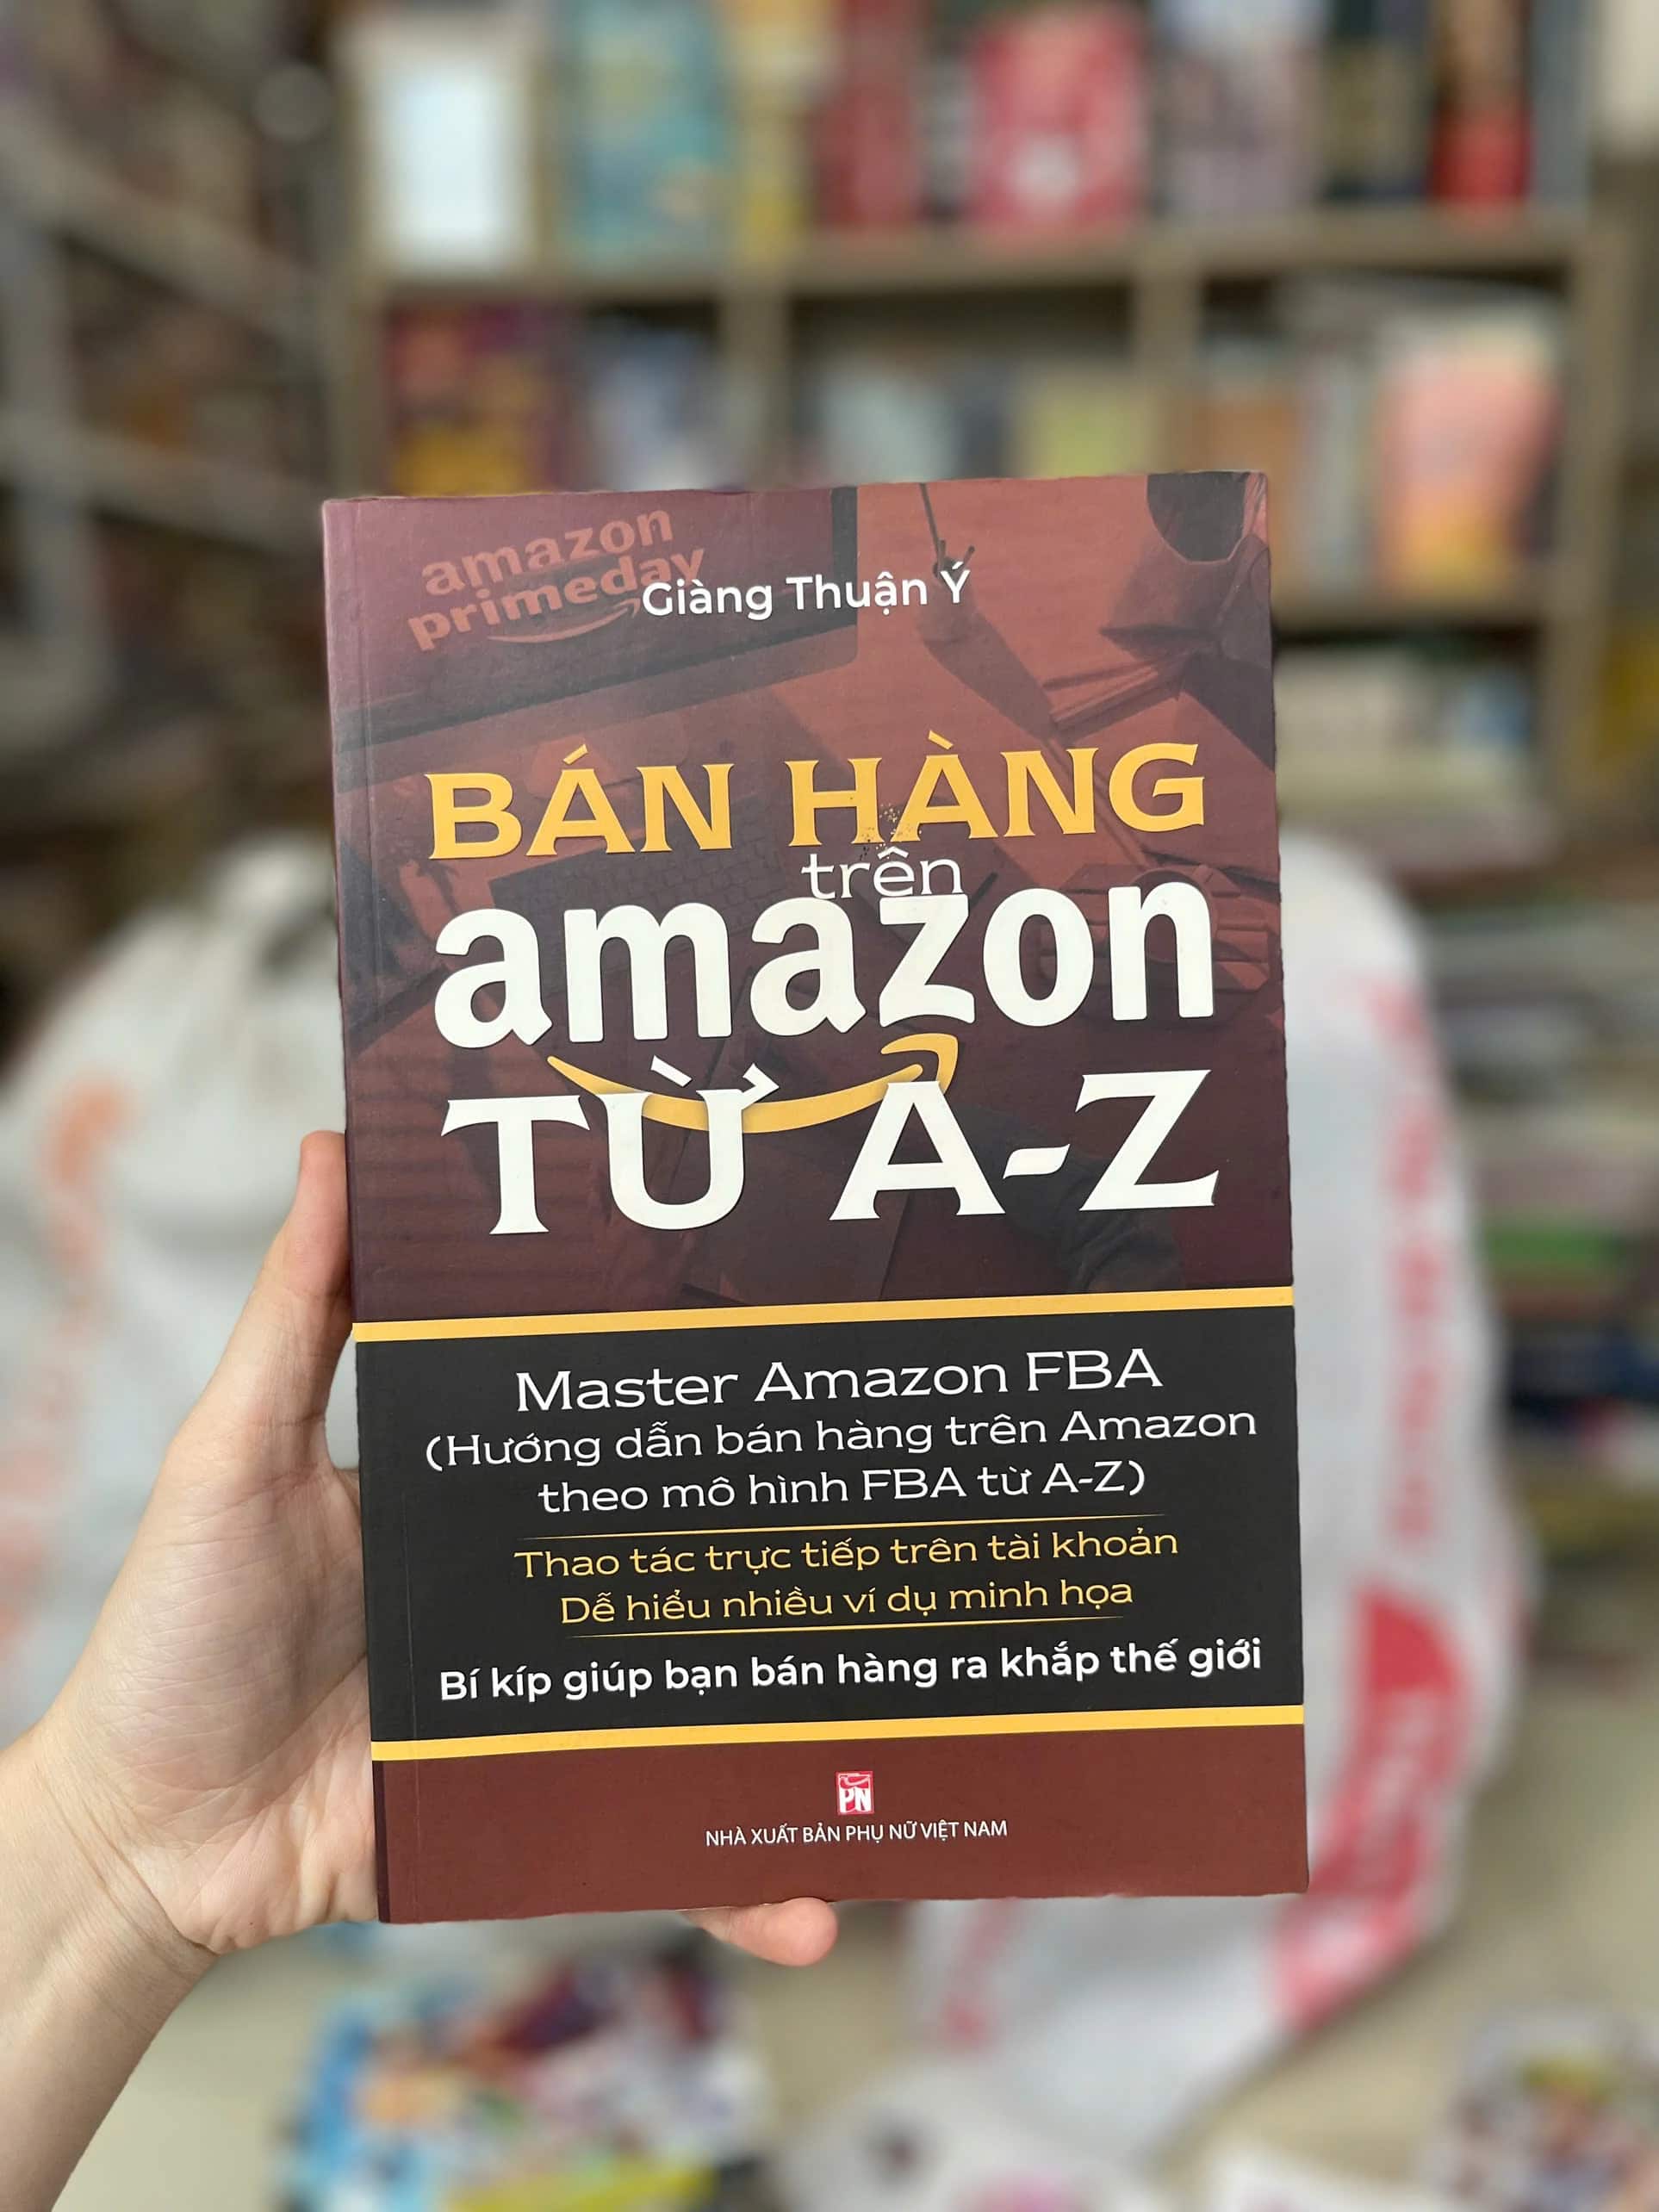 amazon
primeday
Giàng Thuận Ý
BÁN HÀNG
trên
amazon
TỪ A-Z
Master Amazon FBA
(Hướng dẫn bán hàng trên Amazon
theo mô hình FBA từ A-Z)
Thao tác trực tiếp trên tài khoản
Dễ hiểu nhiều ví dụ minh họa
Bí kíp giúp bạn bán hàng ra khắp thế giới
PN
NHÀ XUẤT BẢN PHỤ NỮ VIỆT NAM